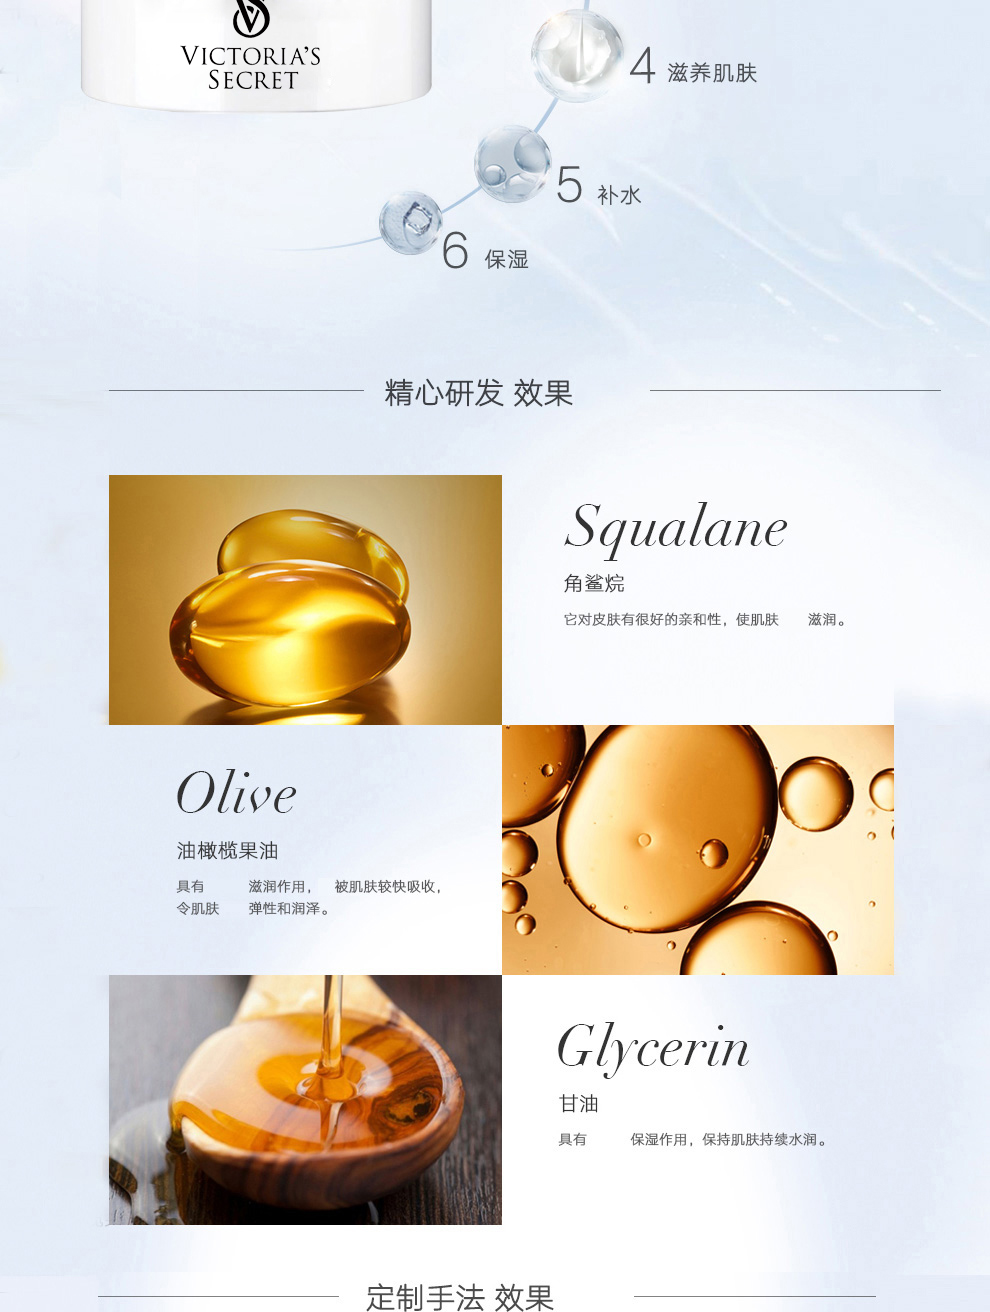 VICTORIA'S
SECRET
4 滋养肌肤
5 补水
6 保湿
精心研发 效果
Squalane
角鲨烷
它对皮肤有很好的亲和性，使肌肤 滋润。
Olive
油橄榄果油
具有 滋润作用， 被肌肤较快吸收，
令肌肤 弹性和润泽。
Glycerin
甘油
具有 保湿作用，保持肌肤持续水润。
定制手法 效果